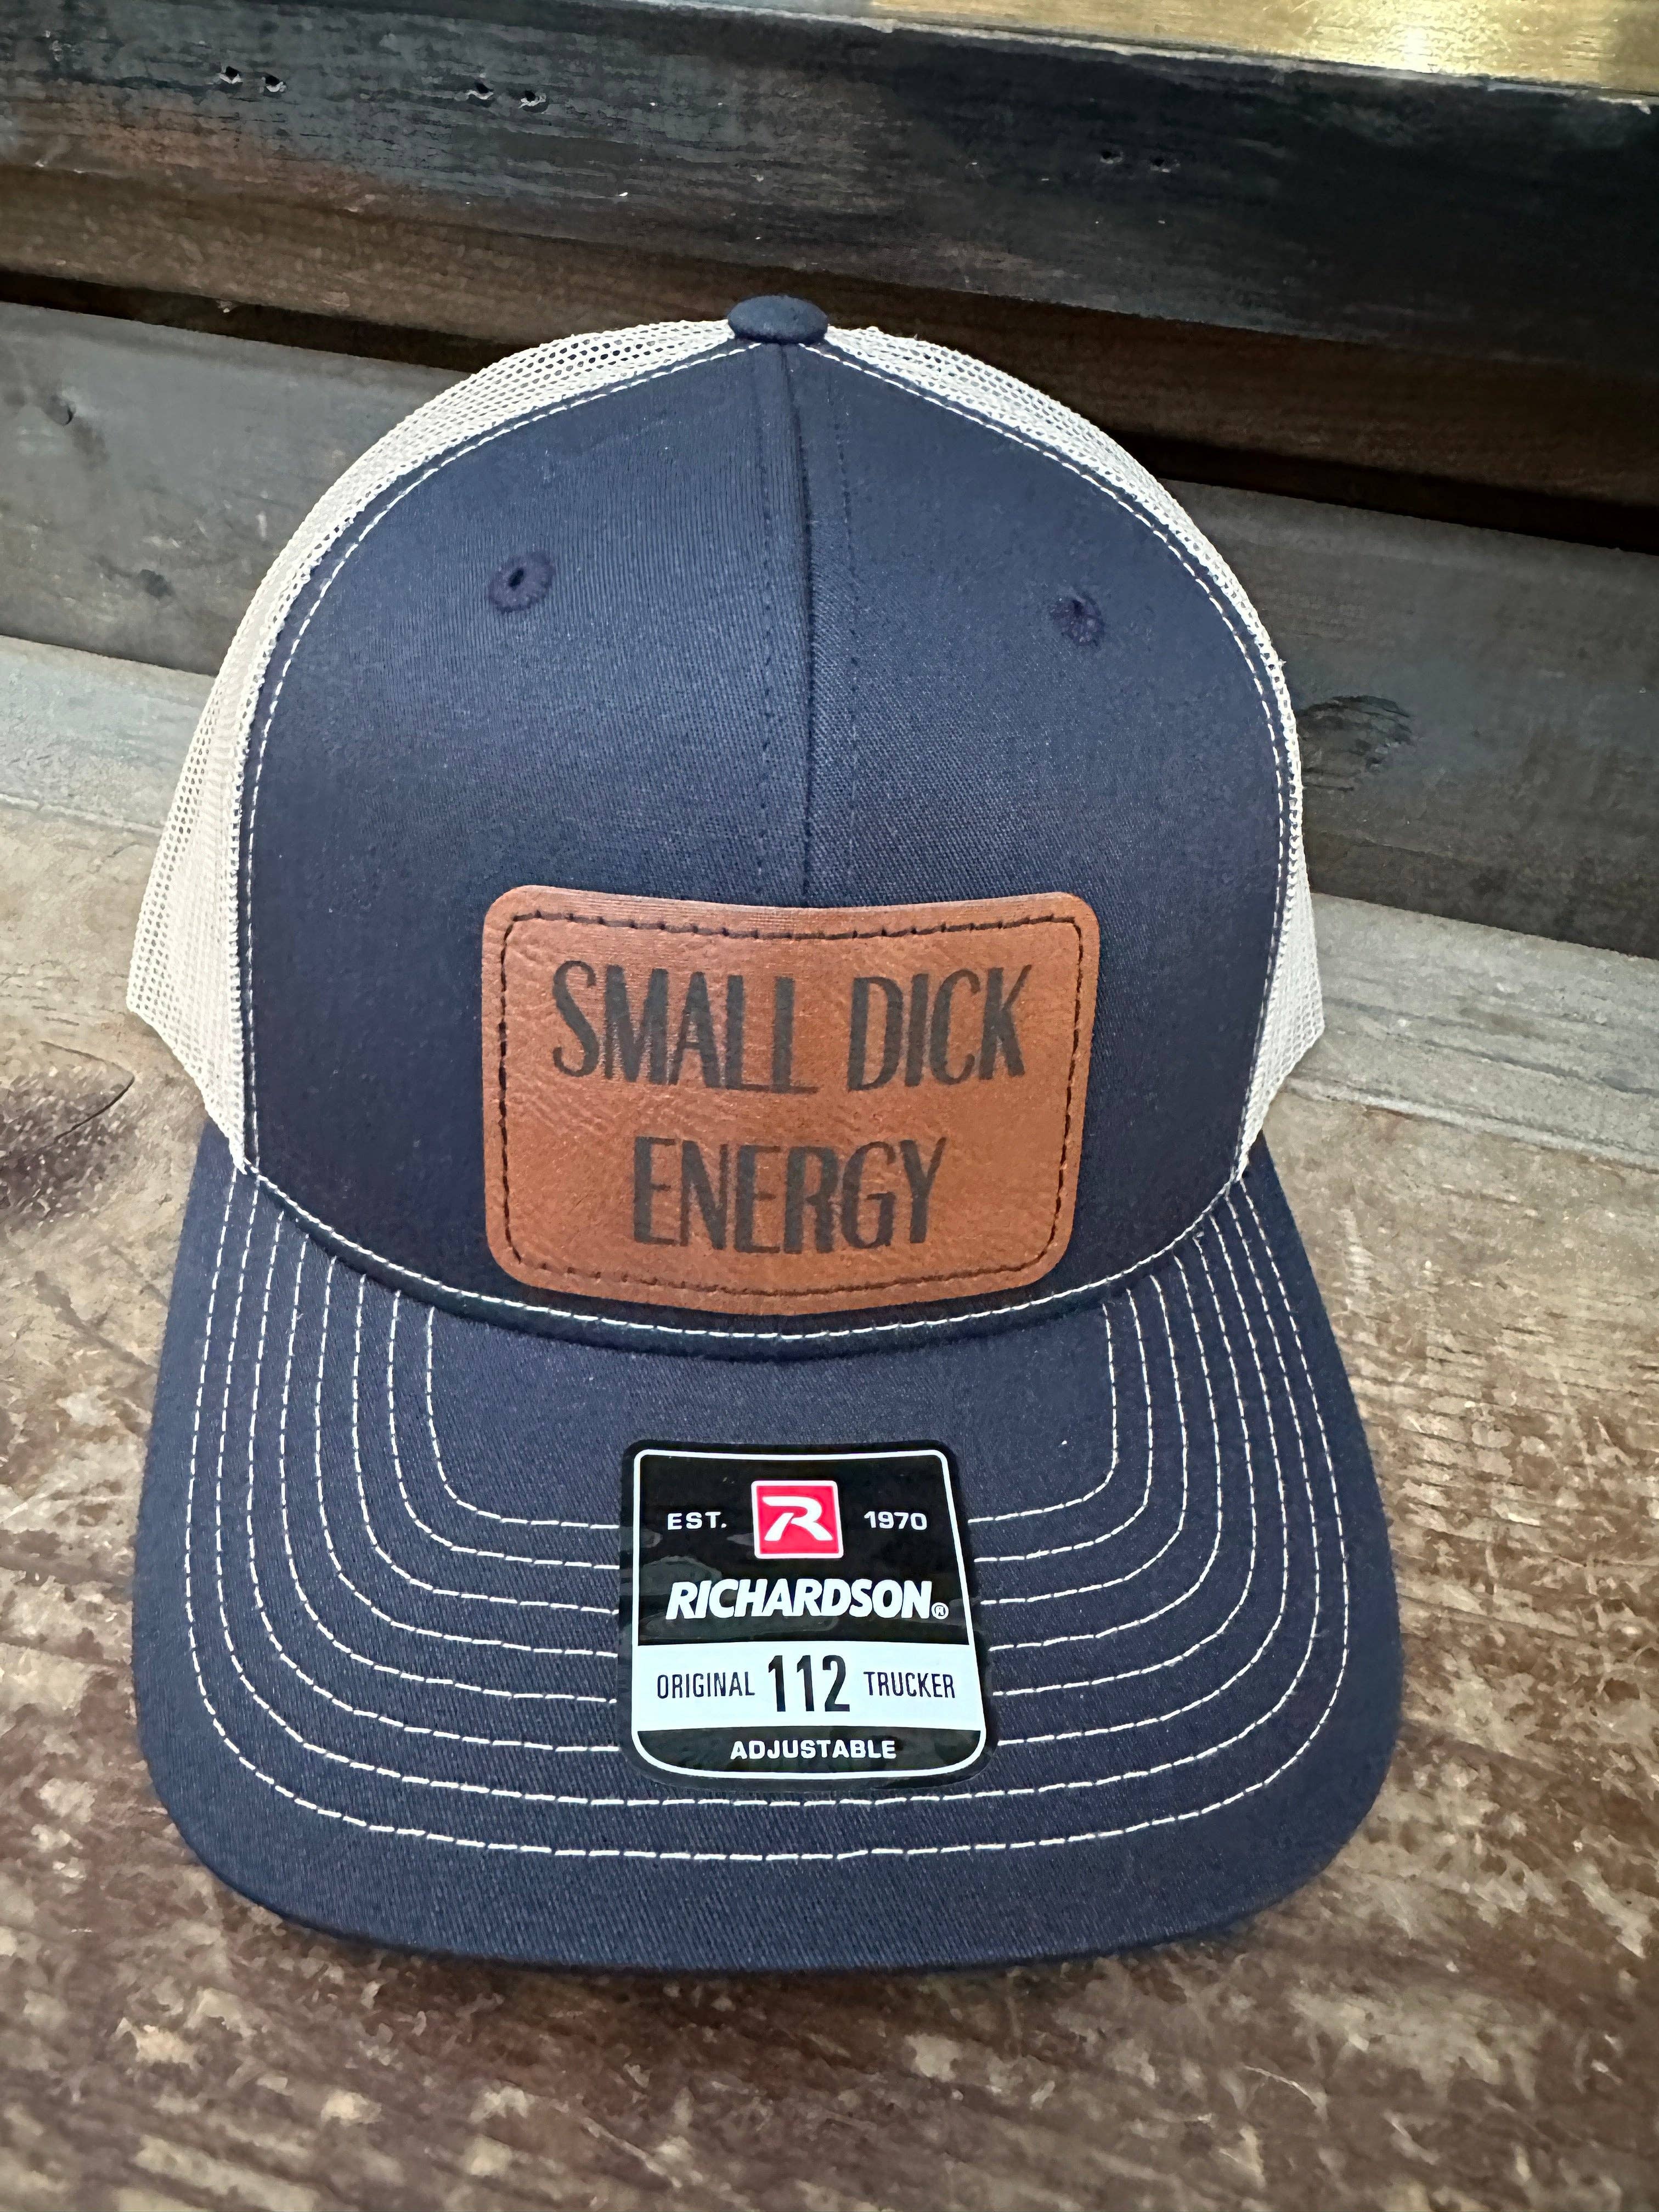 SMALL DICK
ENERGY
EST. R 1970
RICHARDSON®
ORIGINAL 112 TRUCKER
ADJUSTABLE